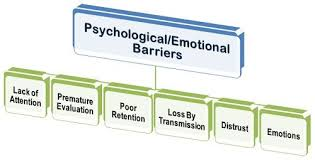 Psychological/Emotional
Barriers
Lack of
Attention
Premature
Evaluation
Poor
Retention
Loss By
Transmission
Distrust
Emotions